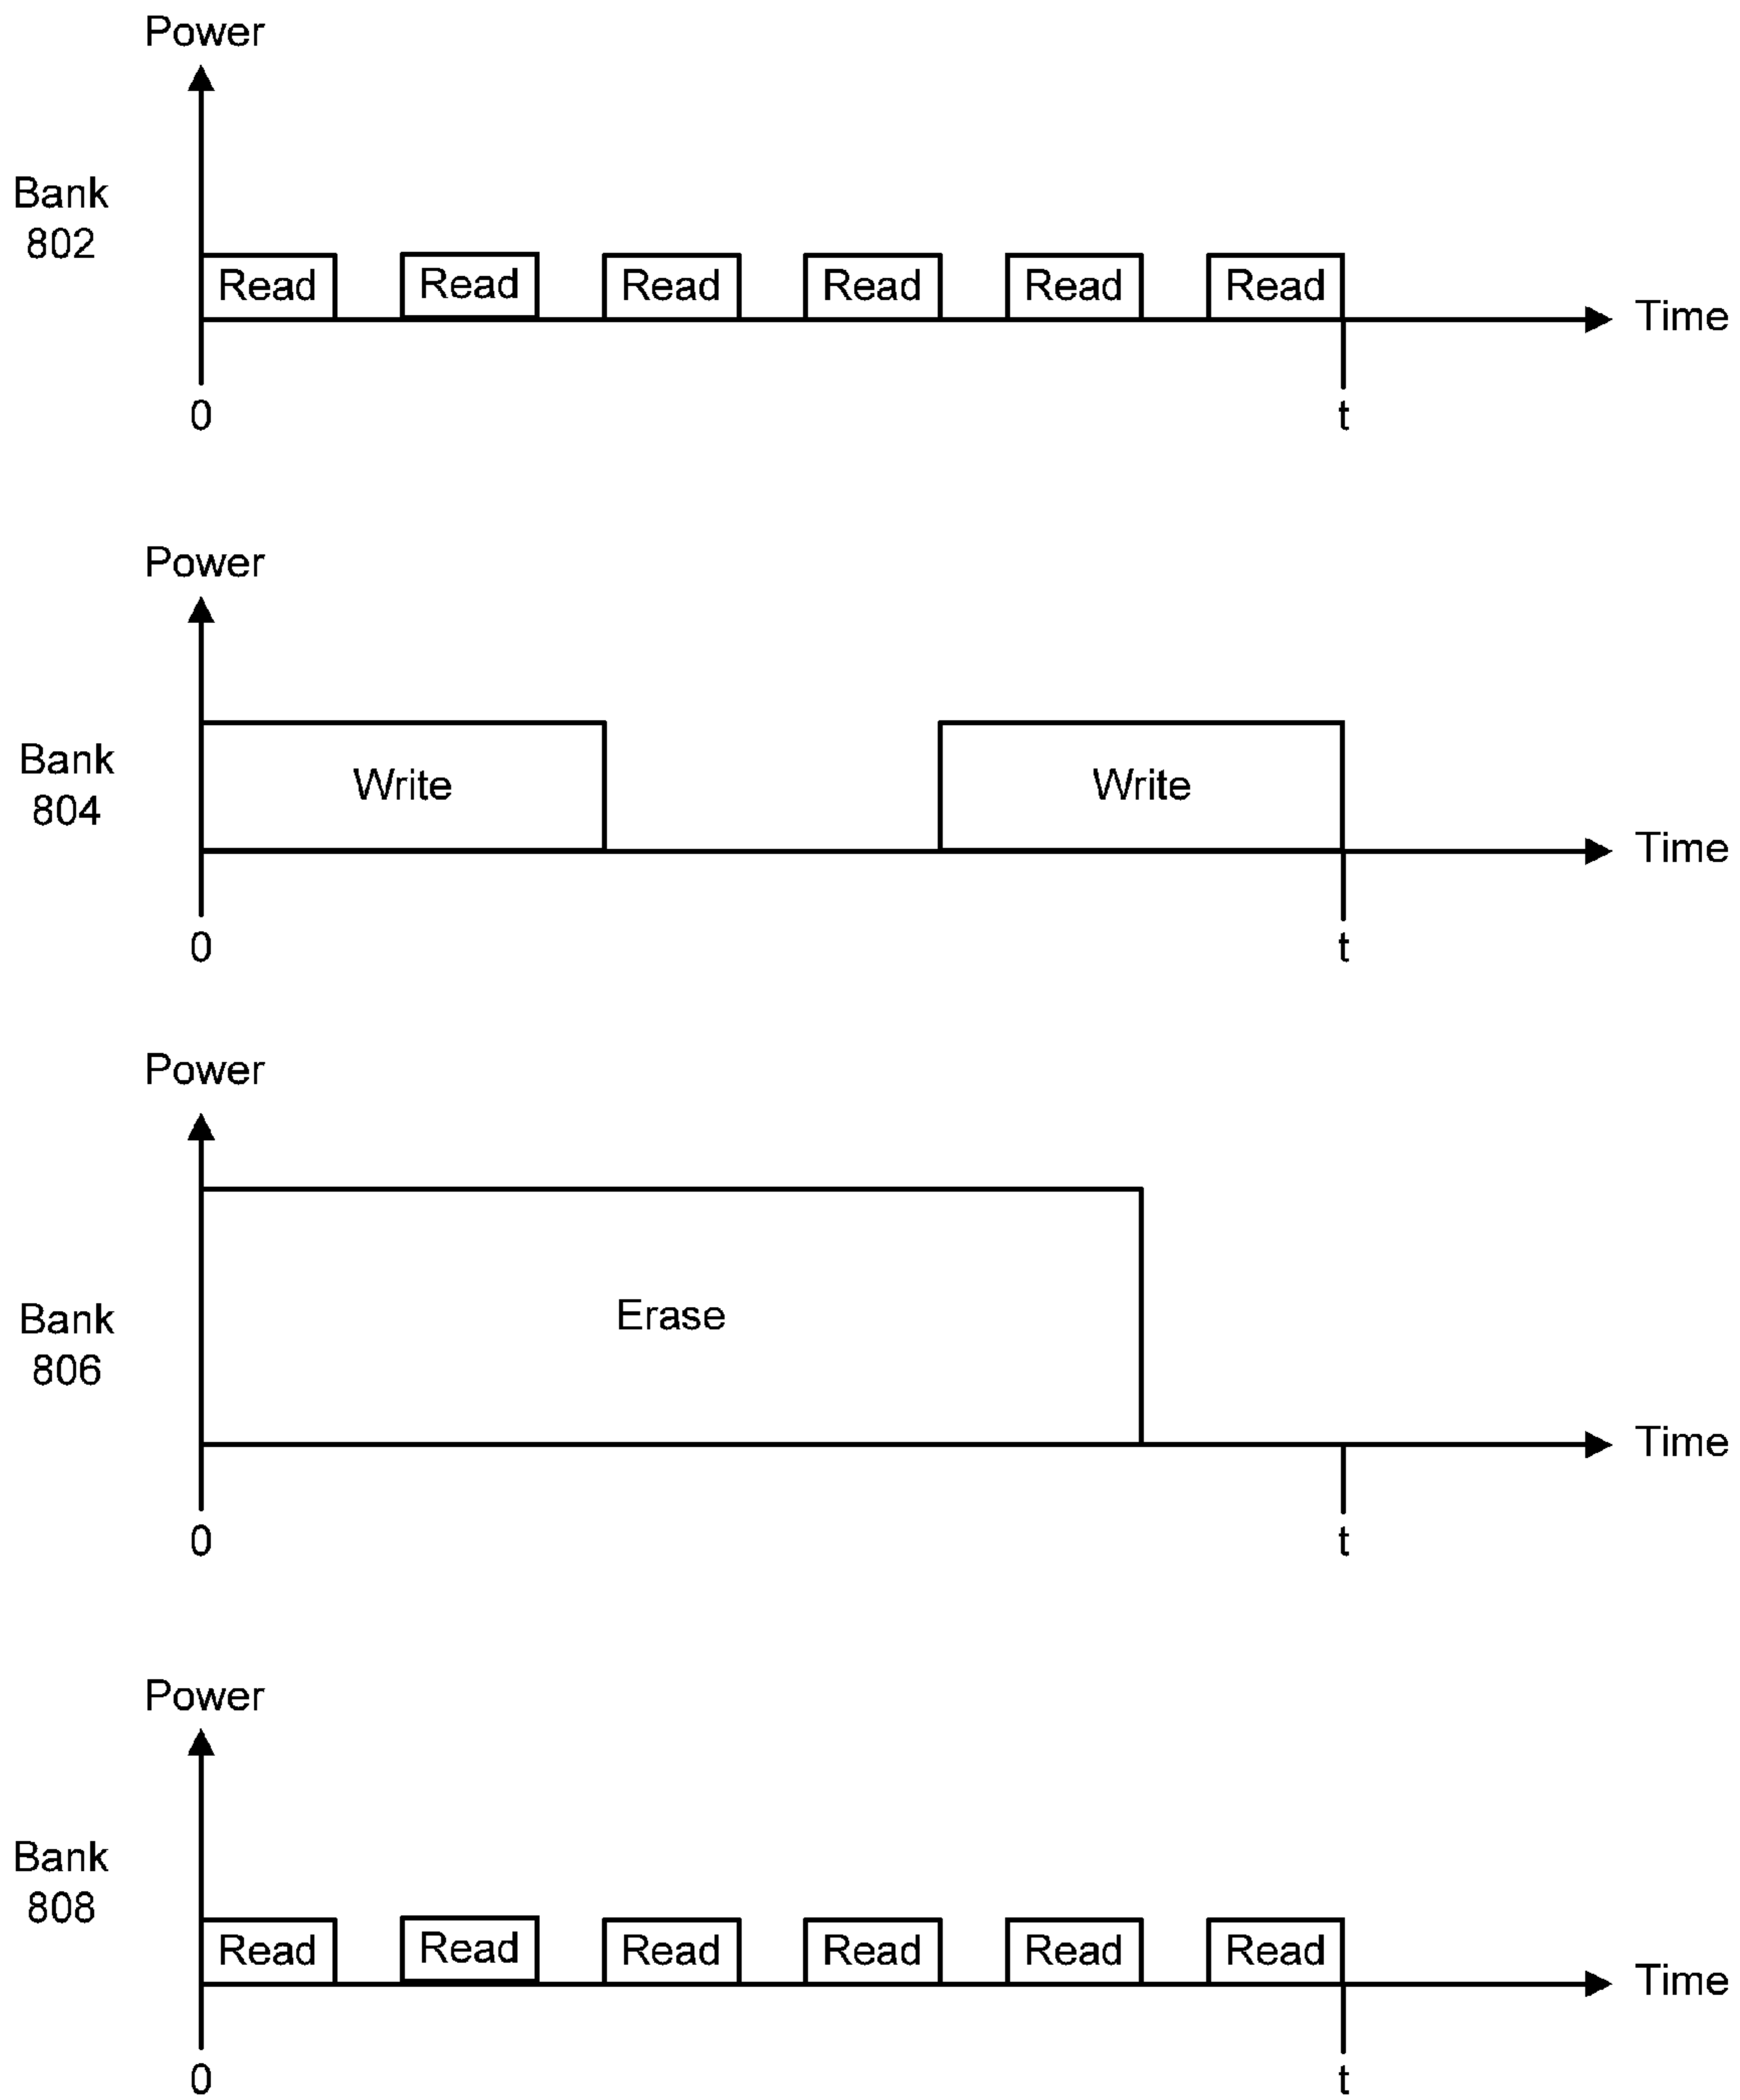 Power
Bank
802
Read Read Read Read Read Read
Time
0 t
Power
Bank
804
Write Write
Time
0 t
Power
Bank
806
Erase
Time
0 t
Power
Bank
808
Read Read Read Read Read Read
Time
0 t